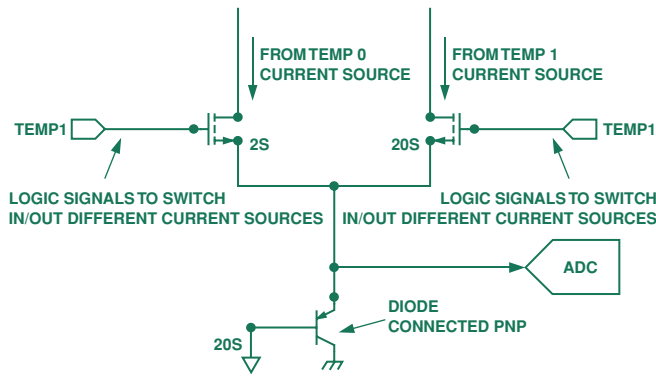 FROM TEMP 0
CURRENT SOURCE
FROM TEMP 1
CURRENT SOURCE
TEMP1
2S
20S
TEMP1
LOGIC SIGNALS TO SWITCH
IN/OUT DIFFERENT CURRENT SOURCES
LOGIC SIGNALS TO SWITCH
IN/OUT DIFFERENT CURRENT SOURCES
ADC
DIODE
CONNECTED PNP
20S